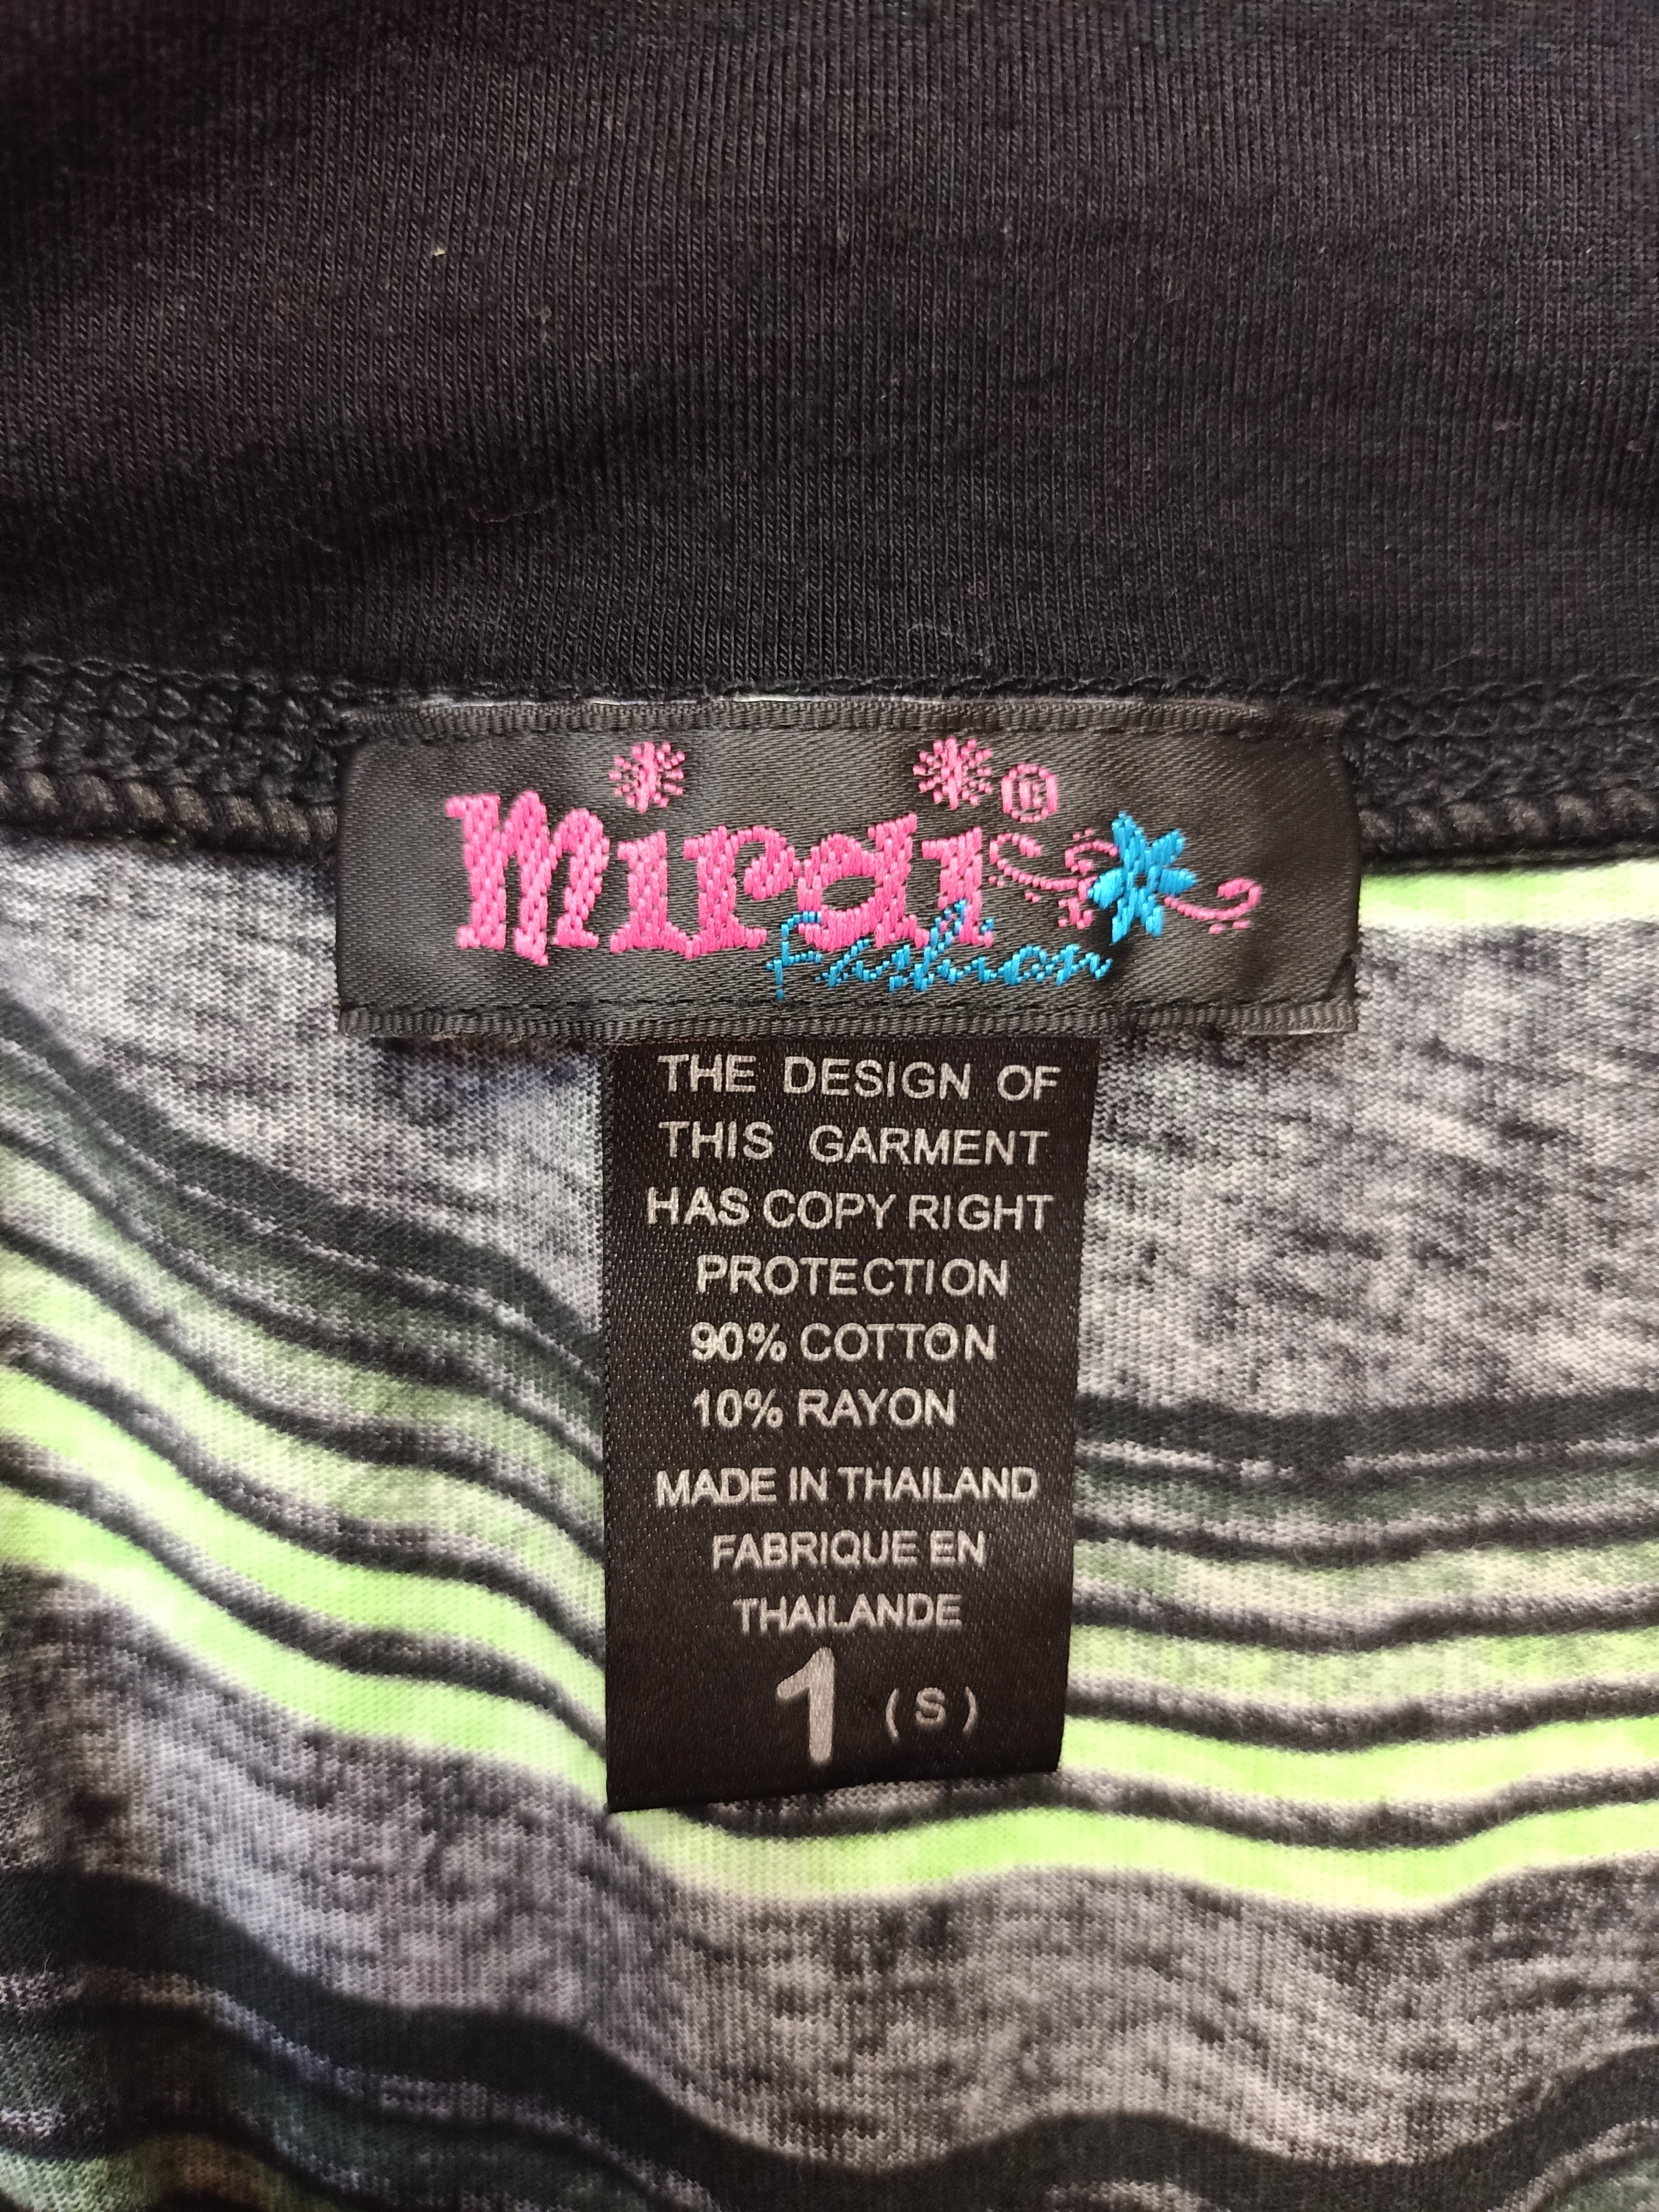 mirai®
fashion
THE DESIGN OF
THIS GARMENT
HAS COPY RIGHT
PROTECTION
90% COTTON
10% RAYON
MADE IN THAILAND
FABRIQUE EN
THAILANDE
1 (S)